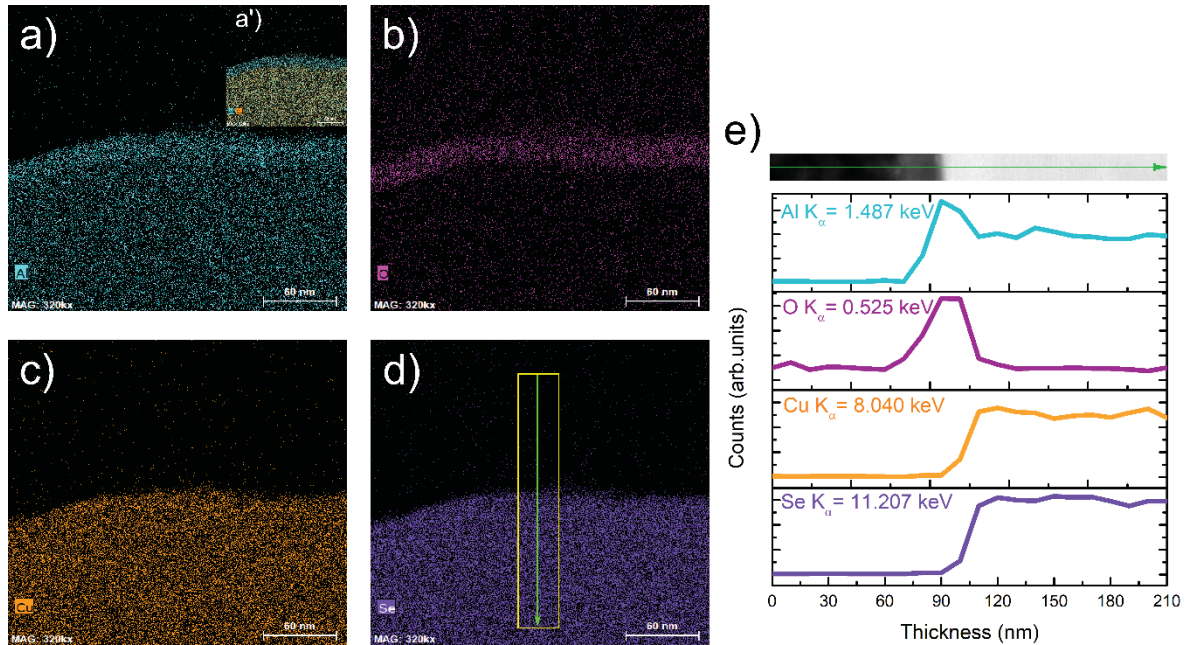 a)
a')
Al
MAG: 320kx
60 nm
b)
O
MAG: 320kx
60 nm
c)
Cu
MAG: 320kx
60 nm
d)
Se
MAG: 320kx
60 nm
e)
Al Kα= 1.487 keV
O Kα= 0.525 keV
Cu Kα= 8.040 keV
Se Kα= 11.207 keV
Counts (arb.units)
0 30 60 90 120 150 180 210
Thickness (nm)